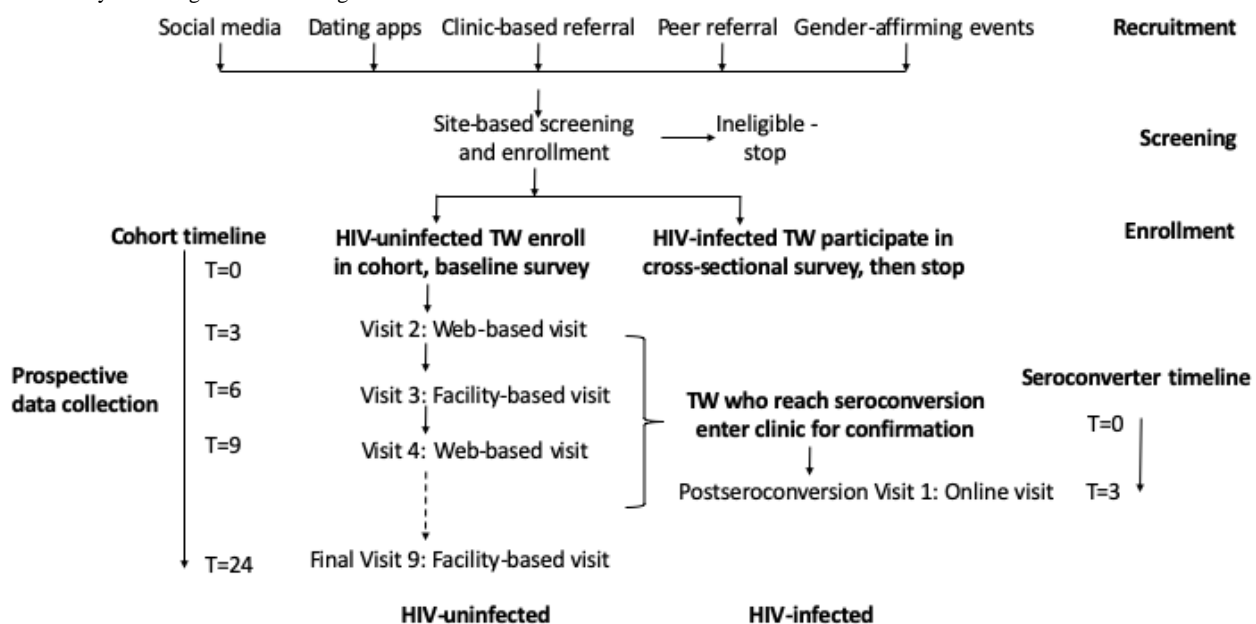 Social media Dating apps Clinic-based referral Peer referral Gender-affirming events Recruitment
Site-based screening
and enrollment
Ineligible -
stop
Screening
Cohort timeline
HIV-uninfected TW enroll
in cohort, baseline survey
HIV-infected TW participate in
cross-sectional survey, then stop
Enrollment
T=0
T=3
Visit 2: Web-based visit
Prospective
data collection
T=6
Visit 3: Facility-based visit
T=9
Visit 4: Web-based visit
TW who reach seroconversion
enter clinic for confirmation
Seroconverter timeline
T=0
Postseroconversion Visit 1: Online visit
T=3
T=24
Final Visit 9: Facility-based visit
HIV-uninfected
HIV-infected